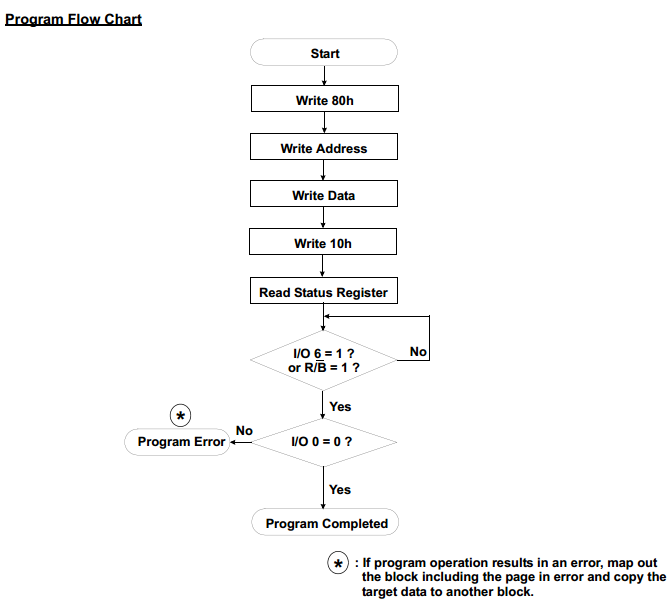 Program Flow Chart
Start
Write 80h
Write Address
Write Data
Write 10h
Read Status Register
I/O 6 = 1 ?
or R/B̅ = 1 ?
No
Yes
*
No
Program Error
I/O 0 = 0 ?
Yes
Program Completed
* : If program operation results in an error, map out
the block including the page in error and copy the
target data to another block.